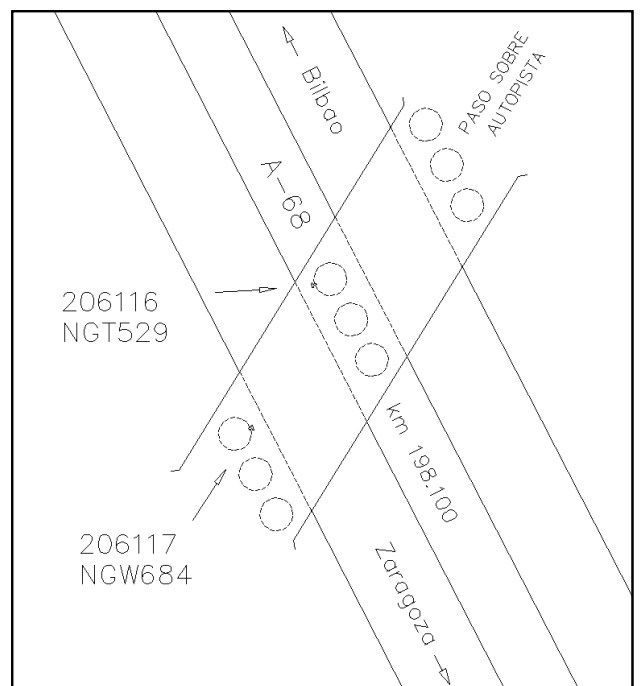 Bilbao
PASO SOBRE
AUTOPISTA
A-68
206116
NGT529
km 198.100
206117
NGW684
Zaragoza